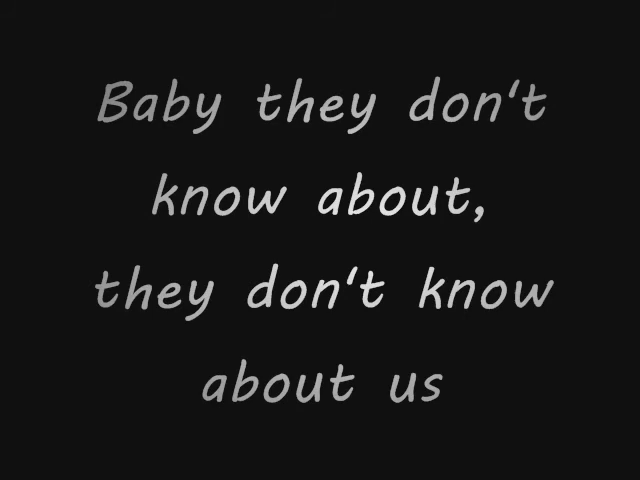 Baby they don't
know about,
they don't know
about us